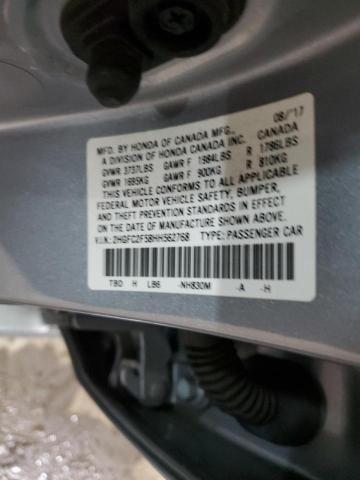 MFD. BY HONDA OF CANADA MFG., 08/'17
A DIVISION OF HONDA CANADA INC. CANADA
GVWR 3737LBS GAWR F 1984LBS R 1786LBS
GVWR 1695KG GAWR F 900KG R 810KG
THIS VEHICLE CONFORMS TO ALL APPLICABLE
FEDERAL MOTOR VEHICLE SAFETY, BUMPER,
AND THEFT PREVENTION STANDARDS IN EFFECT
ON THE DATE OF MANUFACTURE SHOWN ABOVE.
V.I.N.: 2HGFC2F58HH562768 TYPE: PASSENGER CAR
TBD H LB6 -NH830M -A -H